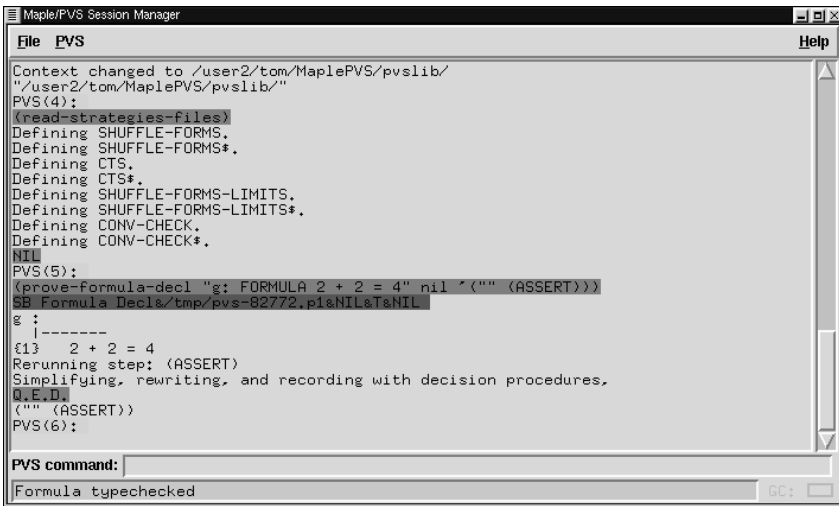 Maple/PVS Session Manager
File PVS Help
Context changed to /user2/tom/MaplePVS/pvslib/
"/user2/tom/MaplePVS/pvslib/"
PVS(4):
(read-strategies-files)
Defining SHUFFLE-FORMS.
Defining SHUFFLE-FORMS$.
Defining CTS.
Defining CTS$.
Defining SHUFFLE-FORMS-LIMITS.
Defining SHUFFLE-FORMS-LIMITS$.
Defining CONV-CHECK.
Defining CONV-CHECK$.
NIL
PVS(5):
(prove-formula-decl "g: FORMULA 2 + 2 = 4" nil '("" (ASSERT)))
SB Formula Decl&/tmp/pvs-82772.p1&NIL&T&NIL
g :
|-------
{1} 2 + 2 = 4
Rerunning step: (ASSERT)
Simplifying, rewriting, and recording with decision procedures,
Q.E.D.
("" (ASSERT))
PVS(6):
PVS command:
Formula typechecked GC: